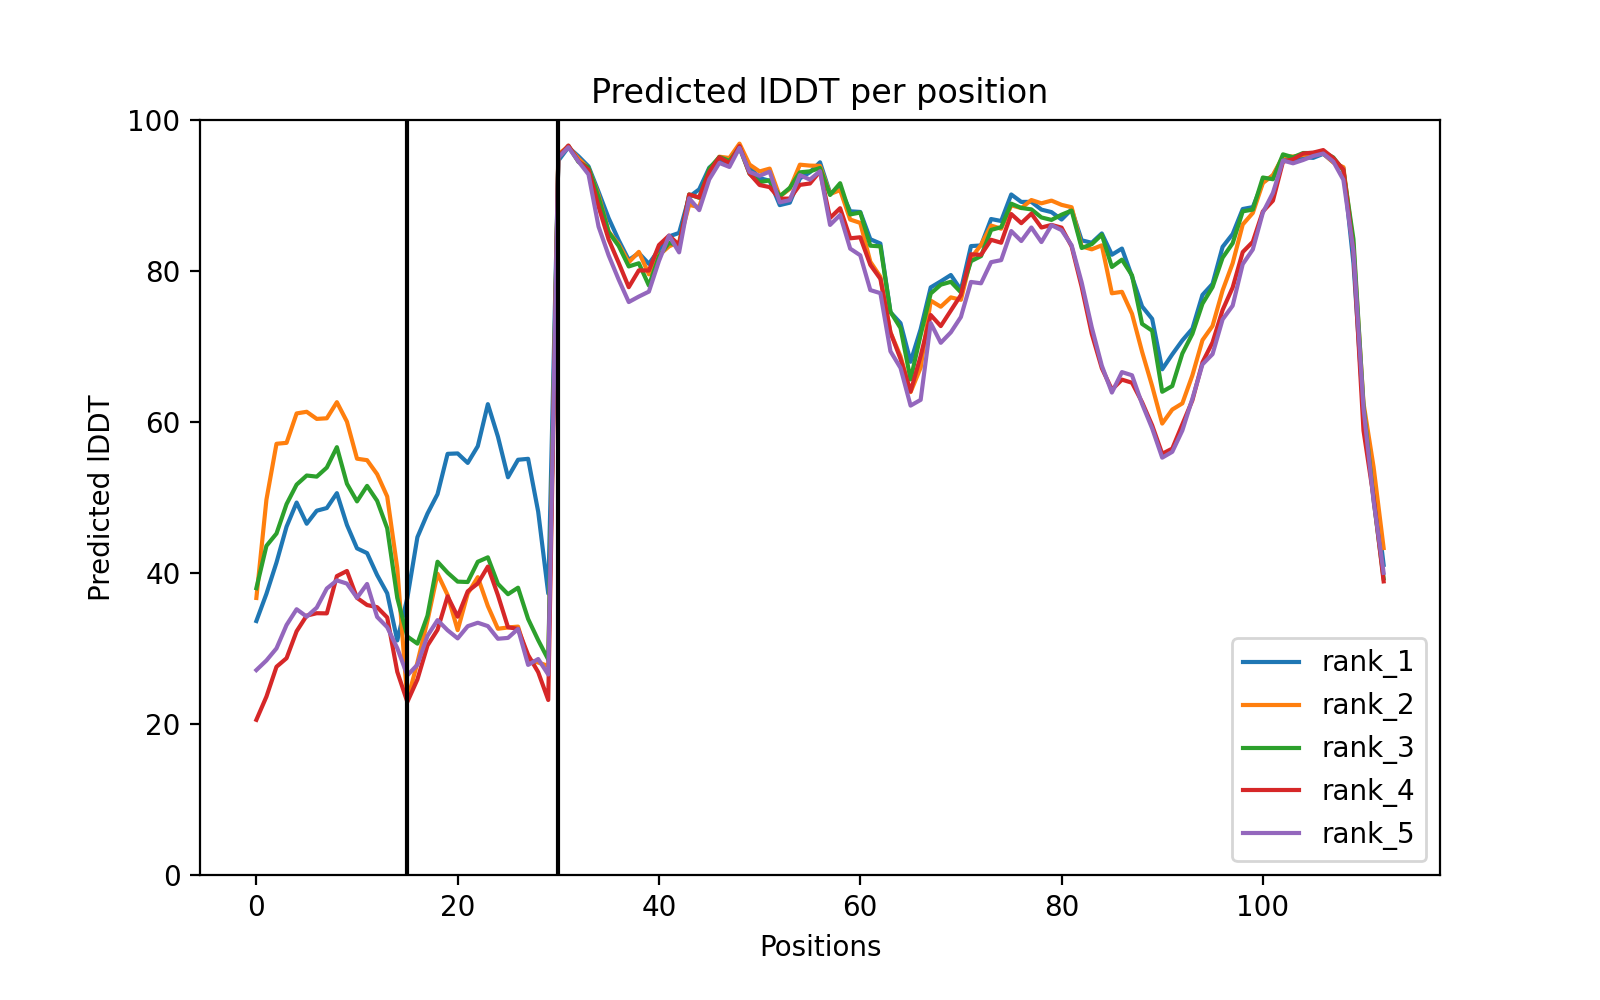 Predicted lDDT per position
100
80
60
40
20
0
Predicted lDDT
0 20 40 60 80 100
Positions
rank_1
rank_2
rank_3
rank_4
rank_5